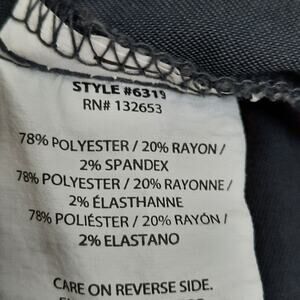 STYLE #6319
RN# 132653
78% POLYESTER / 20% RAYON /
2% SPANDEX
78% POLYESTER / 20% RAYONNE /
2% ÉLASTHANNE
78% POLIÉSTER / 20% RAYÓN /
2% ELASTANO
CARE ON REVERSE SIDE.